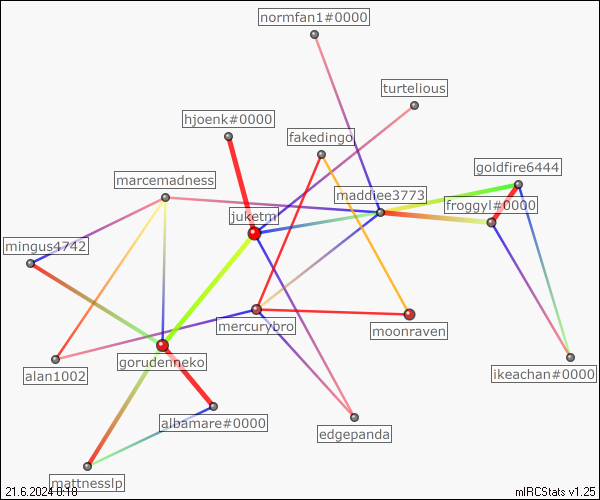 normfan1#0000
turtelious
hjoenk#0000
fakedingo
goldfire6444
marcemadness
maddiee3773
froggyl#0000
juketm
mingus4742
mercurybro
moonraven
gorudenneko
alan1002
ikeachan#0000
albamare#0000
edgepanda
mattnesslp
21.6.2024 0:18
mIRCStats v1.25